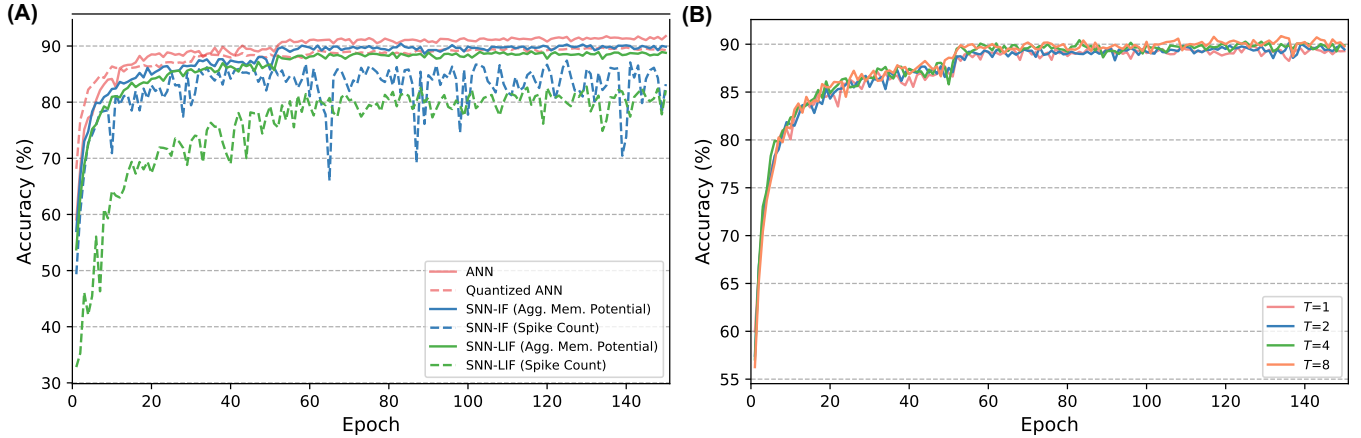 (A)
Accuracy (%)
90
80
70
60
50
40
30
0
20
40
60
80
100
120
140
Epoch
ANN
Quantized ANN
SNN-IF (Agg. Mem. Potential)
SNN-IF (Spike Count)
SNN-LIF (Agg. Mem. Potential)
SNN-LIF (Spike Count)
(B)
Accuracy (%)
90
85
80
75
70
65
60
55
0
20
40
60
80
100
120
140
Epoch
T=1
T=2
T=4
T=8